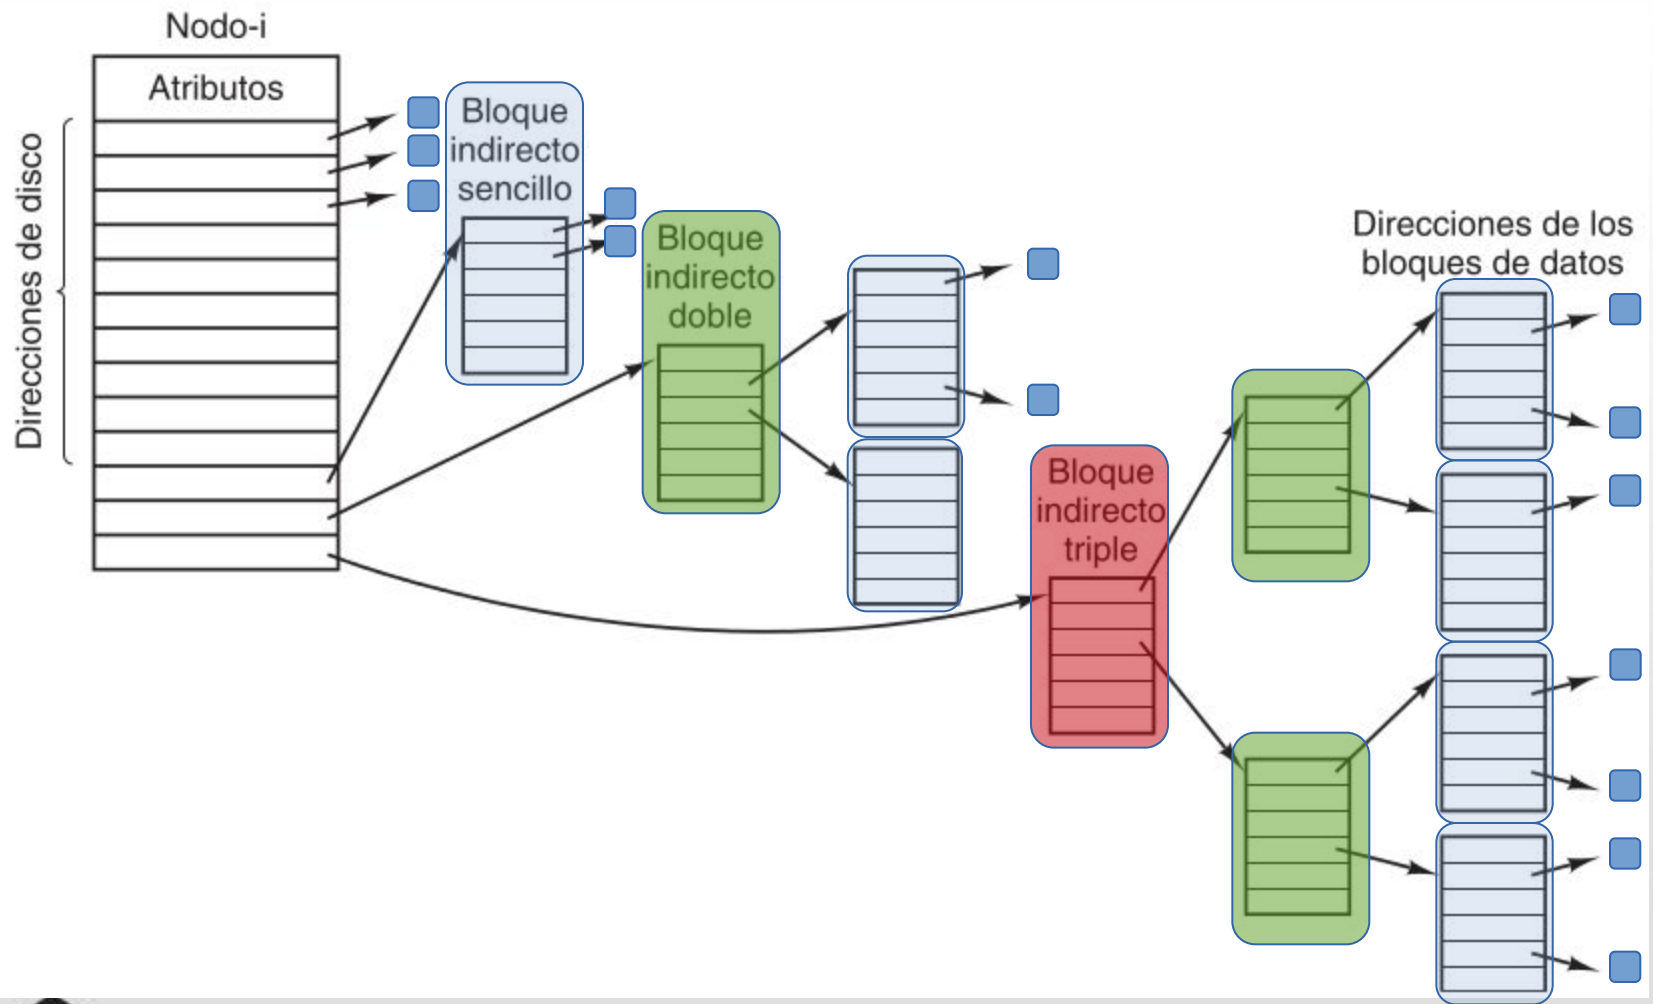 Nodo-i
Atributos
Direcciones de disco
Bloque
indirecto
sencillo
Bloque
indirecto
doble
Bloque
indirecto
triple
Direcciones de los
bloques de datos